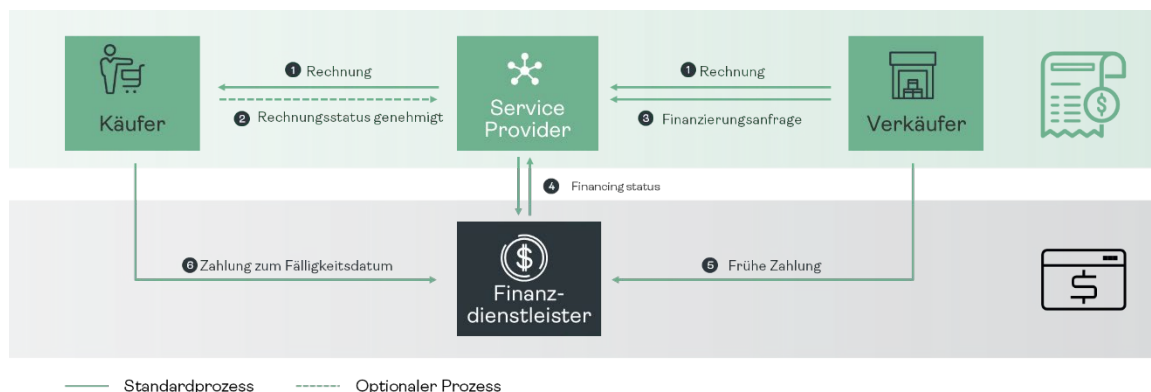 1 Rechnung
1 Rechnung
Käufer
2 Rechnungsstatus genehmigt
Service
Provider
3 Finanzierungsanfrage
Verkäufer
$
4 Financing status
6 Zahlung zum Fälligkeitsdatum
$
5 Frühe Zahlung
$
Finanz-
dienstleister
Standardprozess
Optionaler Prozess